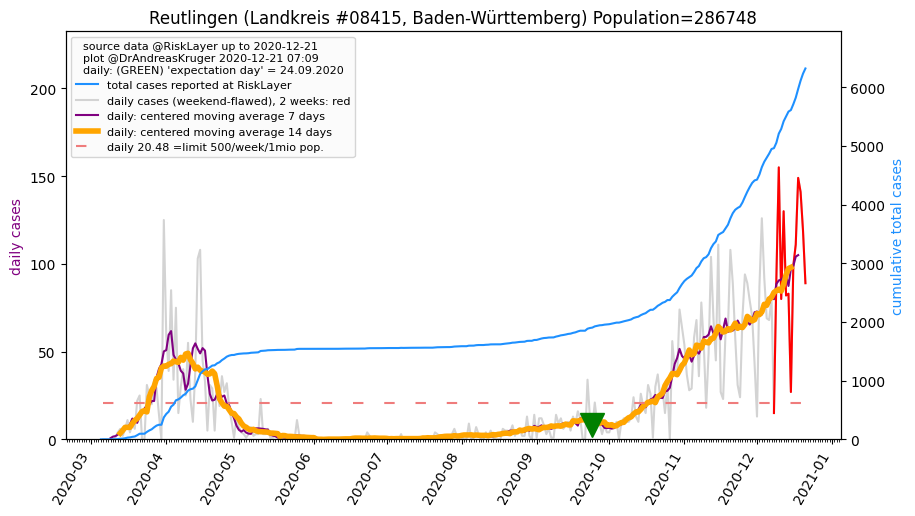 Reutlingen (Landkreis #08415, Baden-Württemberg) Population=286748
source data @RiskLayer up to 2020-12-21
plot @DrAndreasKruger 2020-12-21 07:09
daily: (GREEN) 'expectation day' = 24.09.2020
total cases reported at RiskLayer
daily cases (weekend-flawed), 2 weeks: red
daily: centered moving average 7 days
daily: centered moving average 14 days
daily 20.48 =limit 500/week/1mio pop.
daily cases
200
150
100
50
0
cumulative total cases
6000
5000
4000
3000
2000
1000
0
2020-03
2020-04
2020-05
2020-06
2020-07
2020-08
2020-09
2020-10
2020-11
2020-12
2021-01